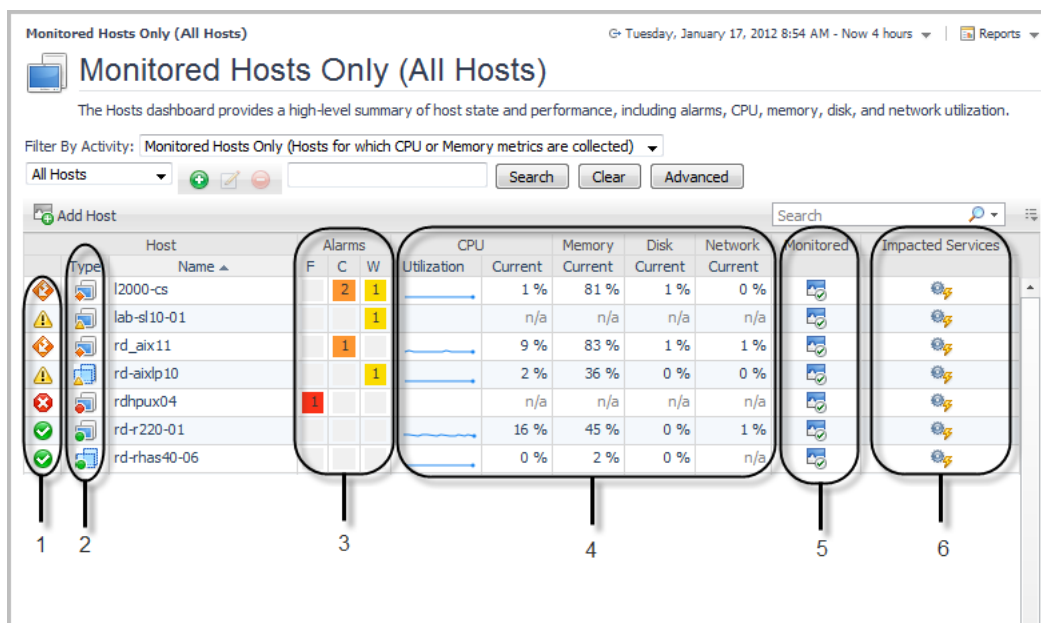 Monitored Hosts Only (All Hosts)
Tuesday, January 17, 2012 8:54 AM - Now 4 hours
Reports
Monitored Hosts Only (All Hosts)
The Hosts dashboard provides a high-level summary of host state and performance, including alarms, CPU, memory, disk, and network utilization.
Filter By Activity: Monitored Hosts Only (Hosts for which CPU or Memory metrics are collected)
All Hosts Search Clear Advanced
Add Host Search
Host Alarms CPU Memory Disk Network Monitored Impacted Services
Type Name F C W Utilization Current Current Current Current
l2000-cs 2 1 1 % 81 % 1 % 0 %
lab-sl10-01 1 n/a n/a n/a n/a
rd_aix11 1 9 % 83 % 1 % 1 %
rd-aixlp10 1 2 % 36 % 0 % 0 %
rdhpux04 1 n/a n/a n/a n/a
rd-r220-01 16 % 45 % 0 % 1 %
rd-rhas40-06 0 % 2 % 0 % n/a
1 2 3 4 5 6